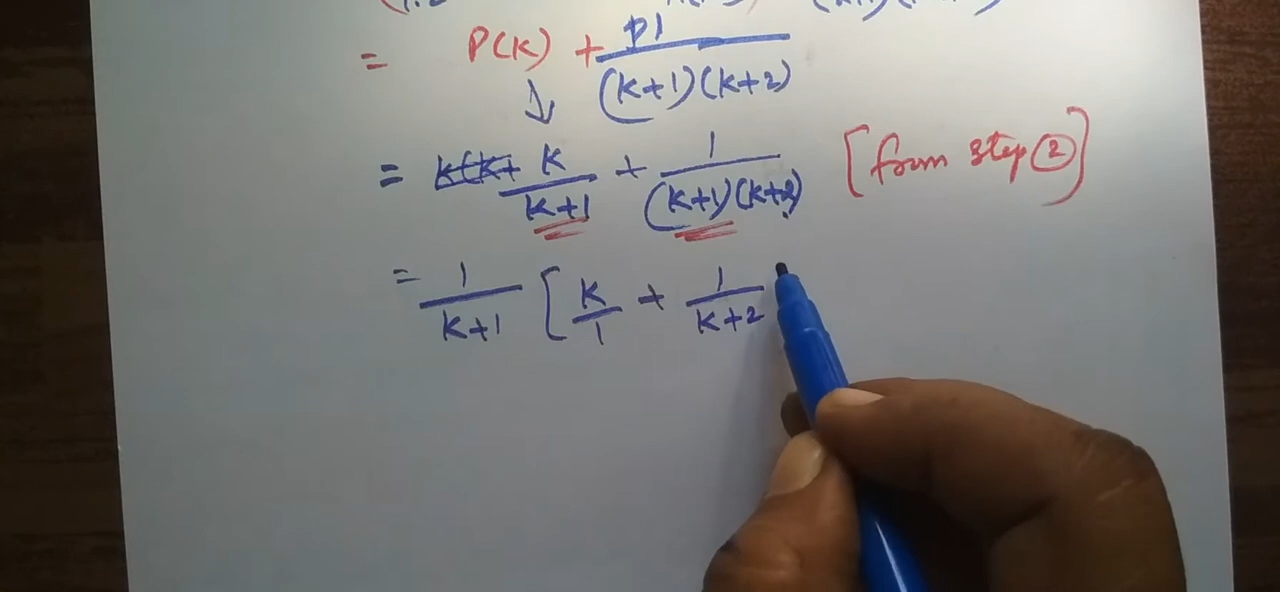 = P(K) + 1 / (K+1)(K+2)
= K / K+1 + 1 / (K+1)(K+2) [from step ②]
= 1 / K+1 [ K / 1 + 1 / K+2